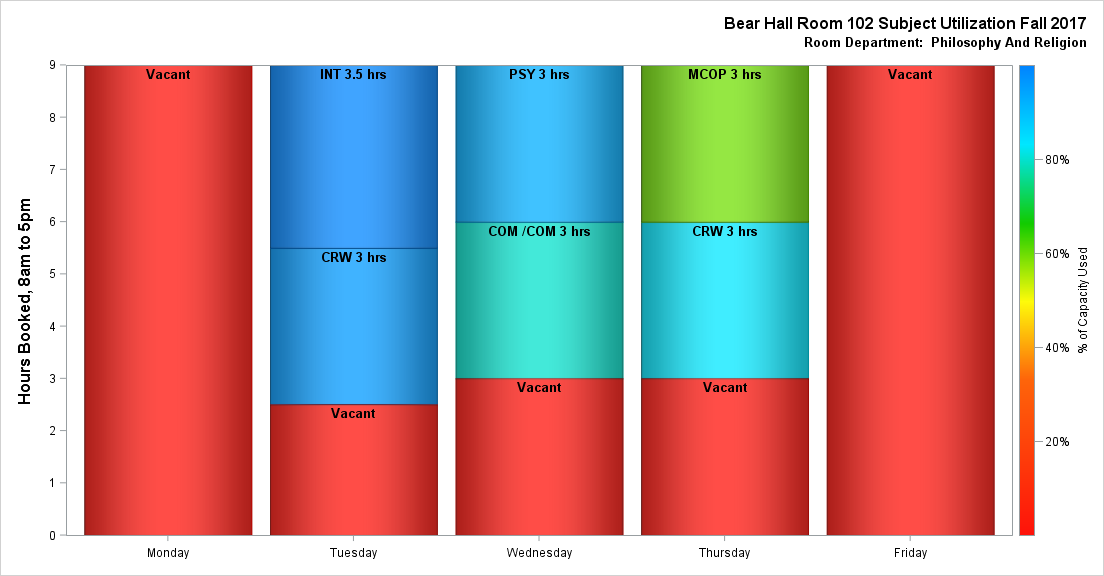 Bear Hall Room 102 Subject Utilization Fall 2017
Room Department:  Philosophy And Religion
Hours Booked, 8am to 5pm
9
8
7
6
5
4
3
2
1
0
Vacant
INT 3.5 hrs
CRW 3 hrs
Vacant
PSY 3 hrs
COM /COM 3 hrs
Vacant
MCOP 3 hrs
CRW 3 hrs
Vacant
Vacant
Monday
Tuesday
Wednesday
Thursday
Friday
80%
60%
40%
20%
% of Capacity Used